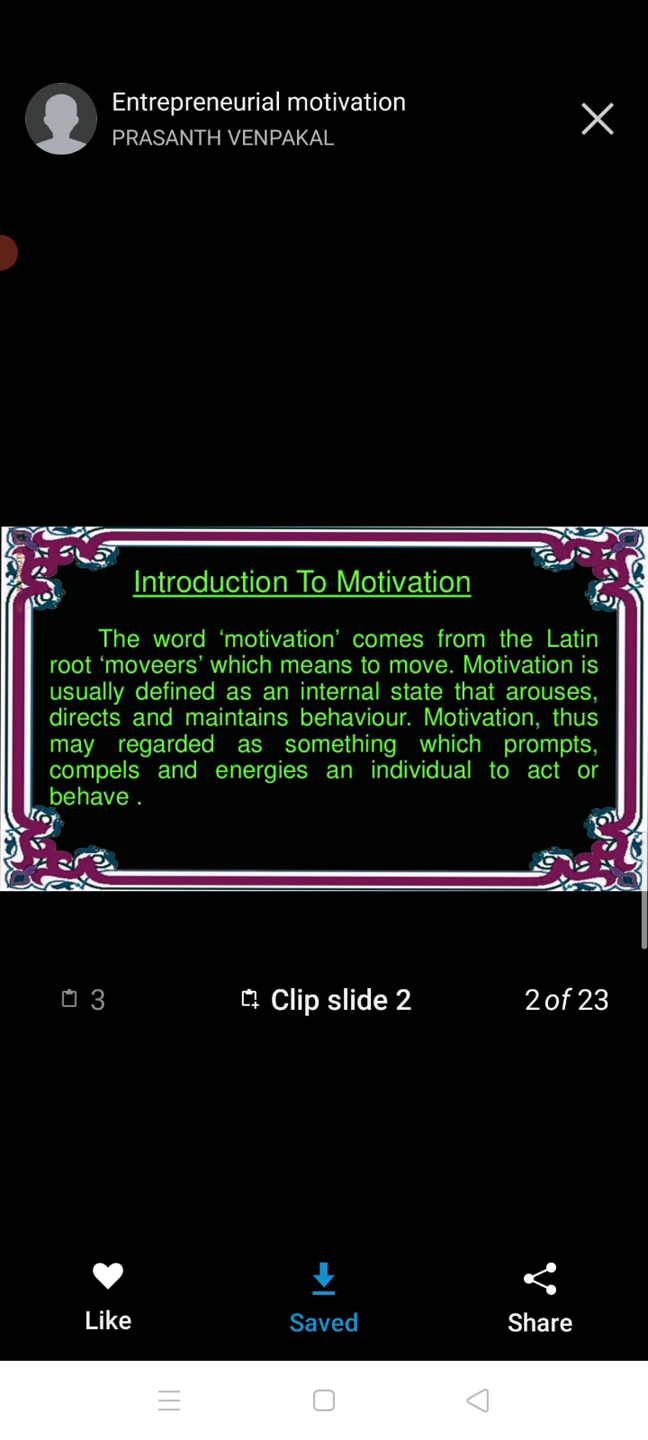 Entrepreneurial motivation
PRASANTH VENPAKAL
Introduction To Motivation
The word ‘motivation’ comes from the Latin
root ‘moveers’ which means to move. Motivation is
usually defined as an internal state that arouses,
directs and maintains behaviour. Motivation, thus
may regarded as something which prompts,
compels and energies an individual to act or
behave .
3
Clip slide 2
2 of 23
Like
Saved
Share